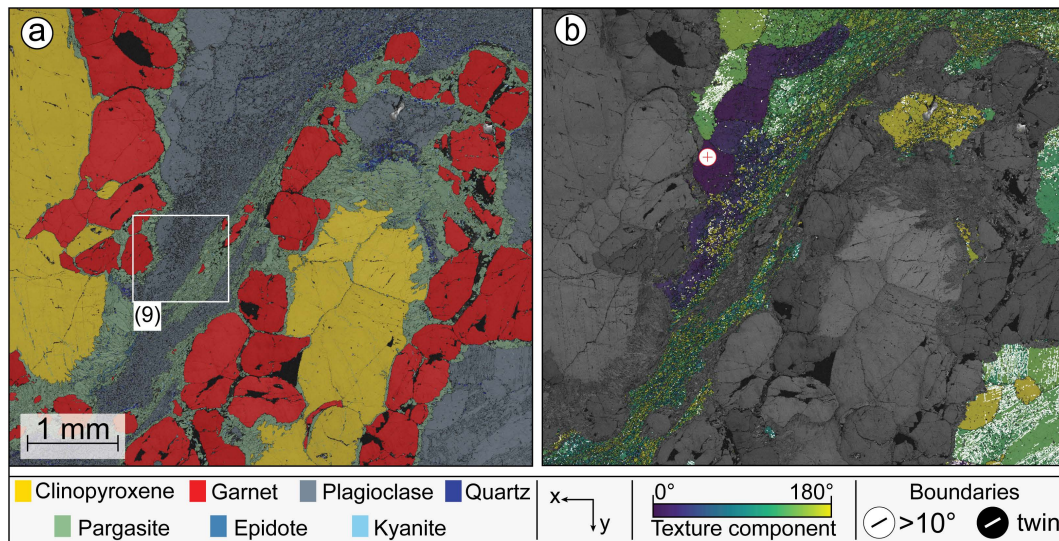 a
b
(9)
1 mm
Clinopyroxene Garnet Plagioclase Quartz
Pargasite Epidote Kyanite
x
y
0° 180°
Texture component
Boundaries
>10° twin